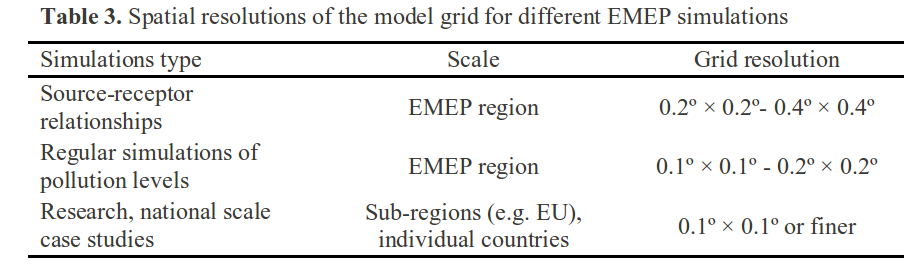 Table 3. Spatial resolutions of the model grid for different EMEP simulations
Simulations type Scale Grid resolution
Source-receptor
relationships EMEP region 0.2º × 0.2º- 0.4º × 0.4º
Regular simulations of
pollution levels EMEP region 0.1º × 0.1º - 0.2º × 0.2º
Research, national scale
case studies Sub-regions (e.g. EU),
individual countries 0.1º × 0.1º or finer